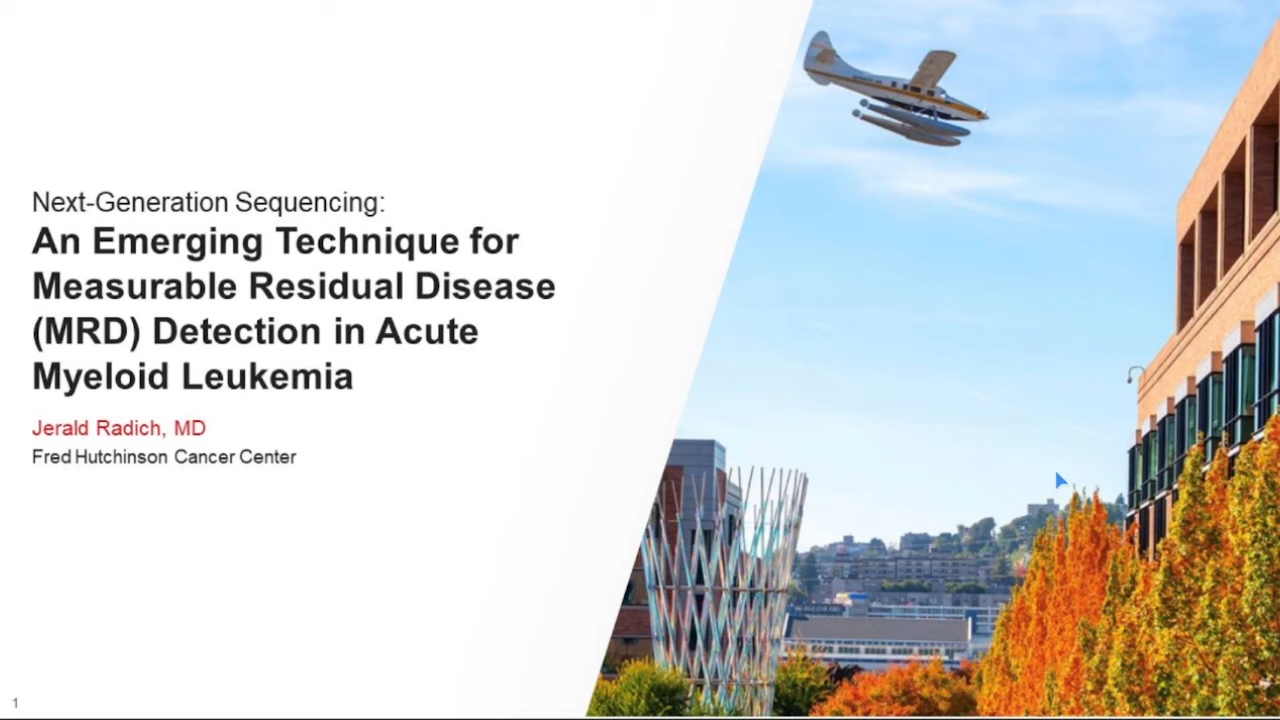 Next-Generation Sequencing:
An Emerging Technique for
Measurable Residual Disease
(MRD) Detection in Acute
Myeloid Leukemia
Jerald Radich, MD
Fred Hutchinson Cancer Center
1